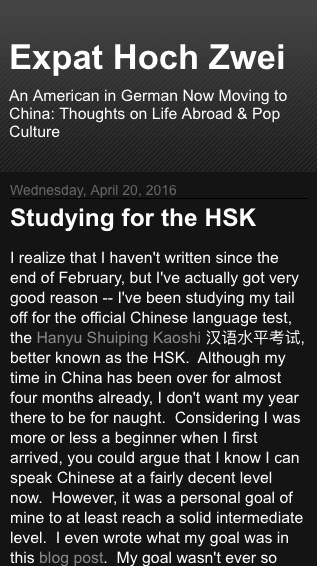 Expat Hoch Zwei
An American in German Now Moving to
China: Thoughts on Life Abroad & Pop
Culture
Wednesday, April 20, 2016
Studying for the HSK
I realize that I haven't written since the
end of February, but I've actually got very
good reason -- I've been studying my tail
off for the official Chinese language test,
the Hanyu Shuiping Kaoshi 汉语水平考试,
better known as the HSK.  Although my
time in China has been over for almost
four months already, I don't want my year
there to be for naught.  Considering I was
more or less a beginner when I first
arrived, you could argue that I know I can
speak Chinese at a fairly decent level
now.  However, it was a personal goal of
mine to at least reach a solid intermediate
level.  I even wrote what my goal was in
this blog post.  My goal wasn't ever so